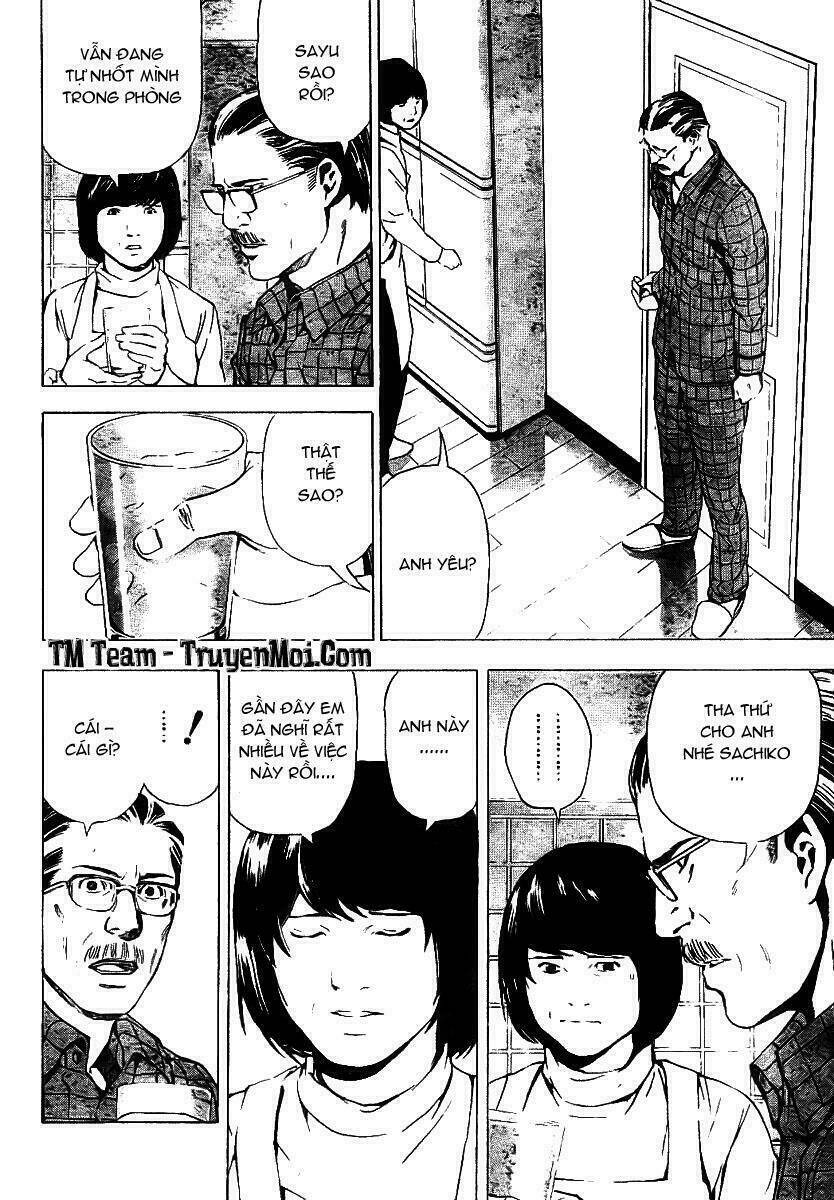 ANH YÊU?
SAYU
SAO
RỒI?
VẪN ĐANG
TỰ NHỐT MÌNH
TRONG PHÒNG
THẬT
THẾ
SAO?
TM Team - TruyenMoi.Com
THA THỨ
CHO ANH
NHÉ SACHIKO
...
ANH NÀY
......
GẦN ĐÂY EM
ĐÃ NGHĨ RẤT
NHIỀU VỀ VIỆC
NÀY RỒI....
!
CÁI -
CÁI GÌ?